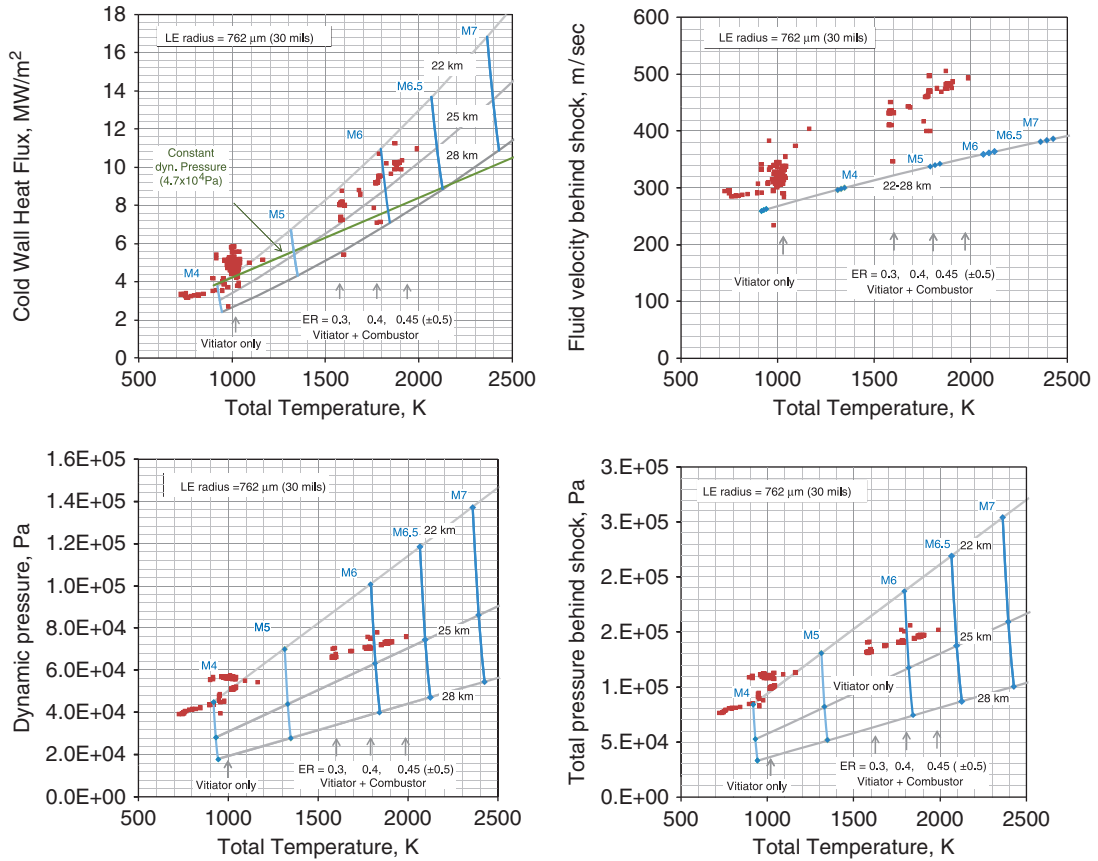 18
16
14
12
10
8
6
4
2
0
Cold Wall Heat Flux, MW/m²
LE radius = 762 μm (30 mils)
M7
22 km
M6.5
25 km
M6
28 km
Constant
dyn. Pressure
(4.7x10⁴Pa)
M5
M4
ER = 0.3, 0.4, 0.45 (±0.5)
Vitiator + Combustor
Vitiator only
500 1000 1500 2000 2500
Total Temperature, K
600
500
400
300
200
100
0
Fluid velocity behind shock, m/sec
LE radius = 762 μm (30 mils)
M7
M6.5
M6
M5
M4
22-28 km
Vitiator only
ER = 0.3, 0.4, 0.45 (±0.5)
Vitiator + Combustor
500 1000 1500 2000 2500
Total Temperature, K
1.6E+05
1.4E+05
1.2E+05
1.0E+05
8.0E+04
6.0E+04
4.0E+04
2.0E+04
0.0E+00
Dynamic pressure, Pa
LE radius =762 μm (30 mils)
M7
22 km
M6.5
M6
M5
25 km
M4
28 km
ER = 0.3, 0.4, 0.45 (±0.5)
Vitiator + Combustor
Vitiator only
500 1000 1500 2000 2500
Total Temperature, K
3.E+05
3.E+05
2.E+05
2.E+05
1.E+05
5.E+04
0.E+00
Total pressure behind shock, Pa
LE radius = 762 μm (30 mils)
M7
22 km
M6.5
M6
M5
25 km
Vitiator only
M4
28 km
ER = 0.3, 0.4, 0.45 (±0.5)
Vitiator + Combustor
Vitiator only
500 1000 1500 2000 2500
Total Temperature, K